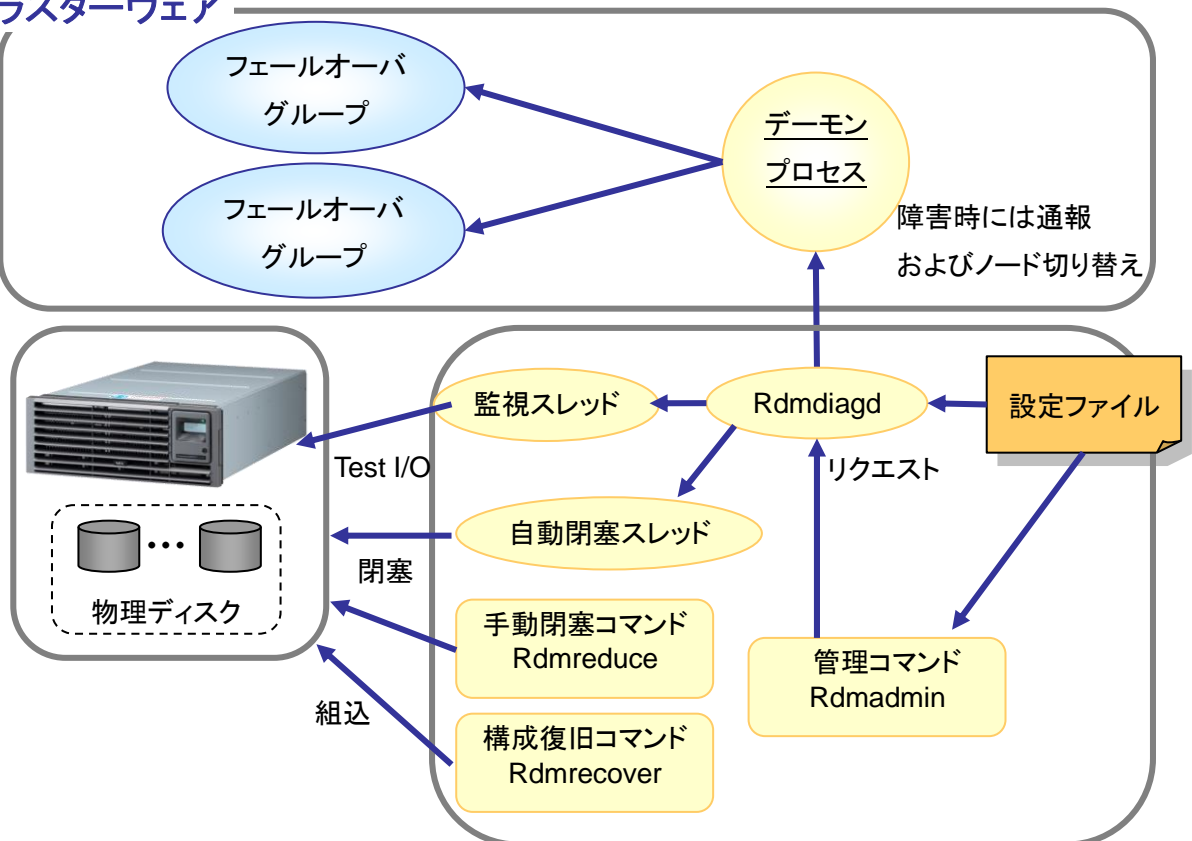 ラスターウェア
フェールオーバ
グループ
デーモン
プロセス
フェールオーバ
グループ
障害時には通報
およびノード切り替え
監視スレッド
Rdmdiagd
設定ファイル
Test I/O
リクエスト
自動閉塞スレッド
閉塞
物理ディスク
手動閉塞コマンド
Rdmreduce
管理コマンド
Rdmadmin
組込
構成復旧コマンド
Rdmrecover